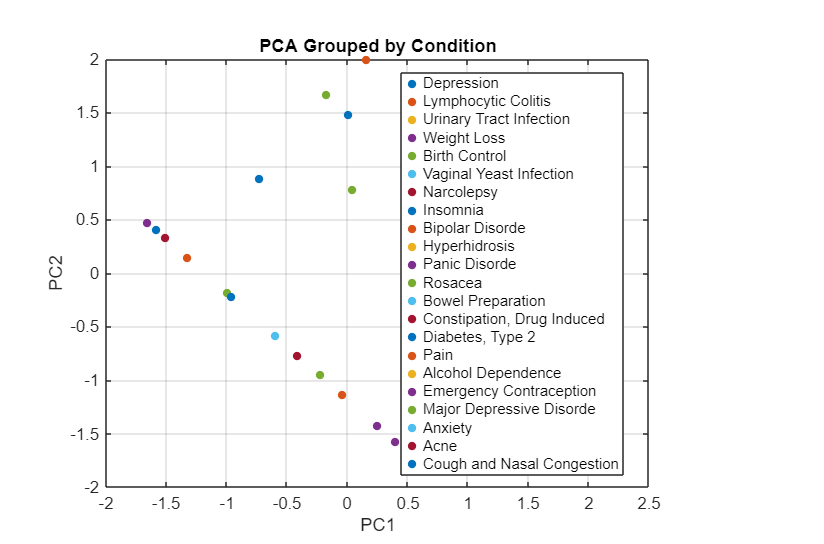 PCA Grouped by Condition
2
1.5
1
0.5
0
-0.5
-1
-1.5
-2
PC2
Depression
Lymphocytic Colitis
Urinary Tract Infection
Weight Loss
Birth Control
Vaginal Yeast Infection
Narcolepsy
Insomnia
Bipolar Disorde
Hyperhidrosis
Panic Disorde
Rosacea
Bowel Preparation
Constipation, Drug Induced
Diabetes, Type 2
Pain
Alcohol Dependence
Emergency Contraception
Major Depressive Disorde
Anxiety
Acne
Cough and Nasal Congestion
-2 -1.5 -1 -0.5 0 0.5 1 1.5 2 2.5
PC1